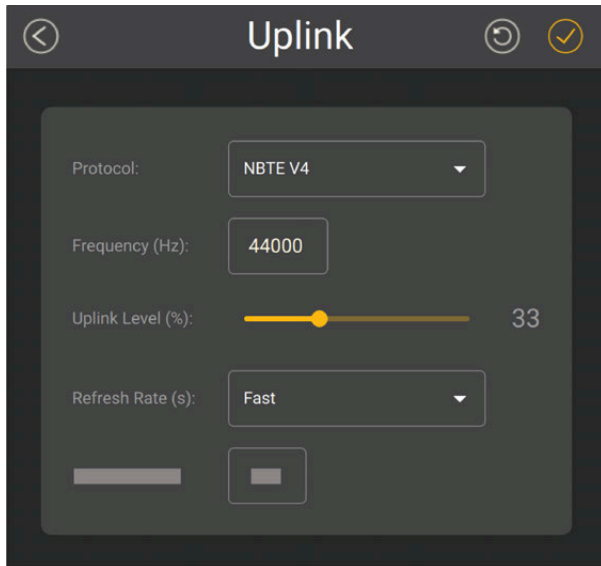 Uplink
Protocol: NBTE V4
Frequency (Hz): 44000
Uplink Level (%): 33
Refresh Rate (s): Fast